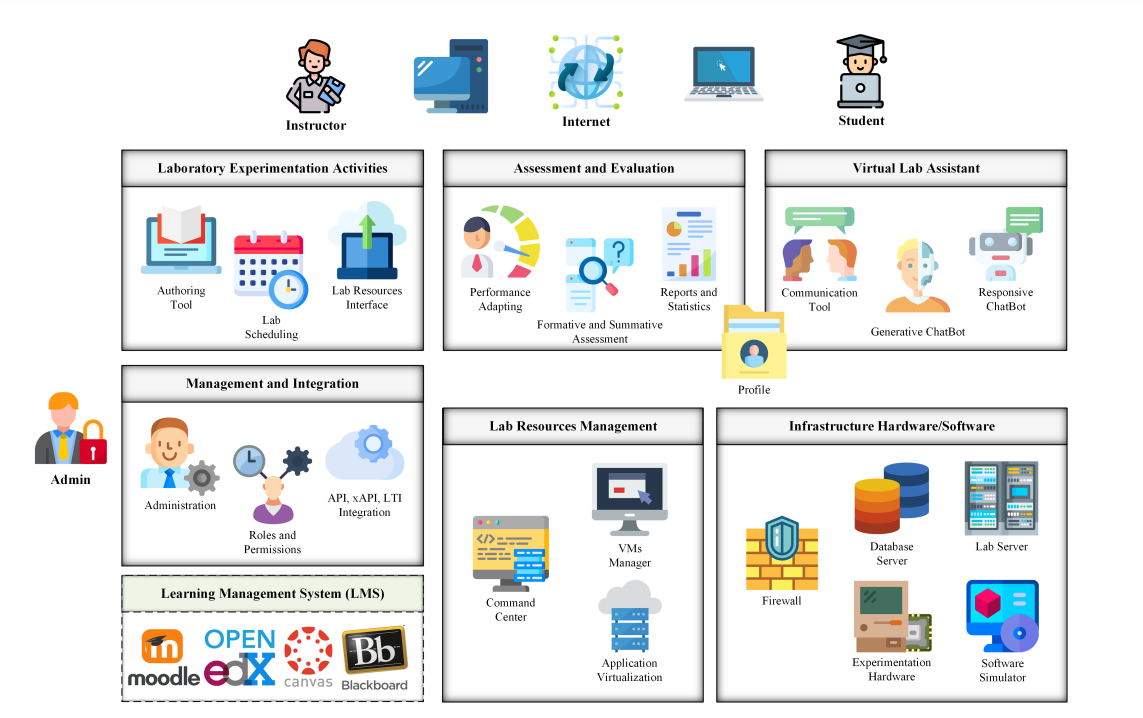 Instructor
Internet
Student
Laboratory Experimentation Activities
Authoring
Tool
Lab
Scheduling
Lab Resources
Interface
Assessment and Evaluation
Performance
Adapting
Formative and Summative
Assessment
Reports and
Statistics
Virtual Lab Assistant
Communication
Tool
Generative ChatBot
Responsive
ChatBot
Profile
Admin
Management and Integration
Administration
Roles and
Permissions
API, xAPI, LTI
Integration
Learning Management System (LMS)
moodle
OPEN
edX
canvas
Bb
Blackboard
Lab Resources Management
Command
Center
VMs
Manager
Application
Virtualization
Infrastructure Hardware/Software
Firewall
Database
Server
Lab Server
Experimentation
Hardware
Software
Simulator